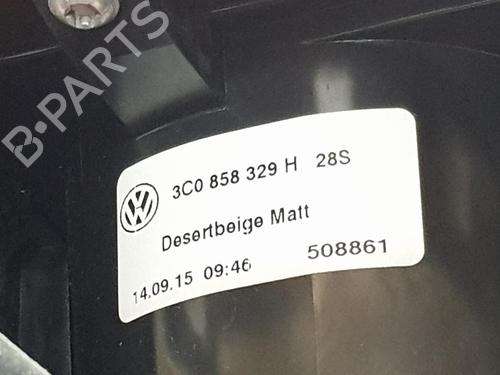 B-PARTS
3C0 858 329 H 28S
Desertbeige Matt
14.09.15 09:46 508861